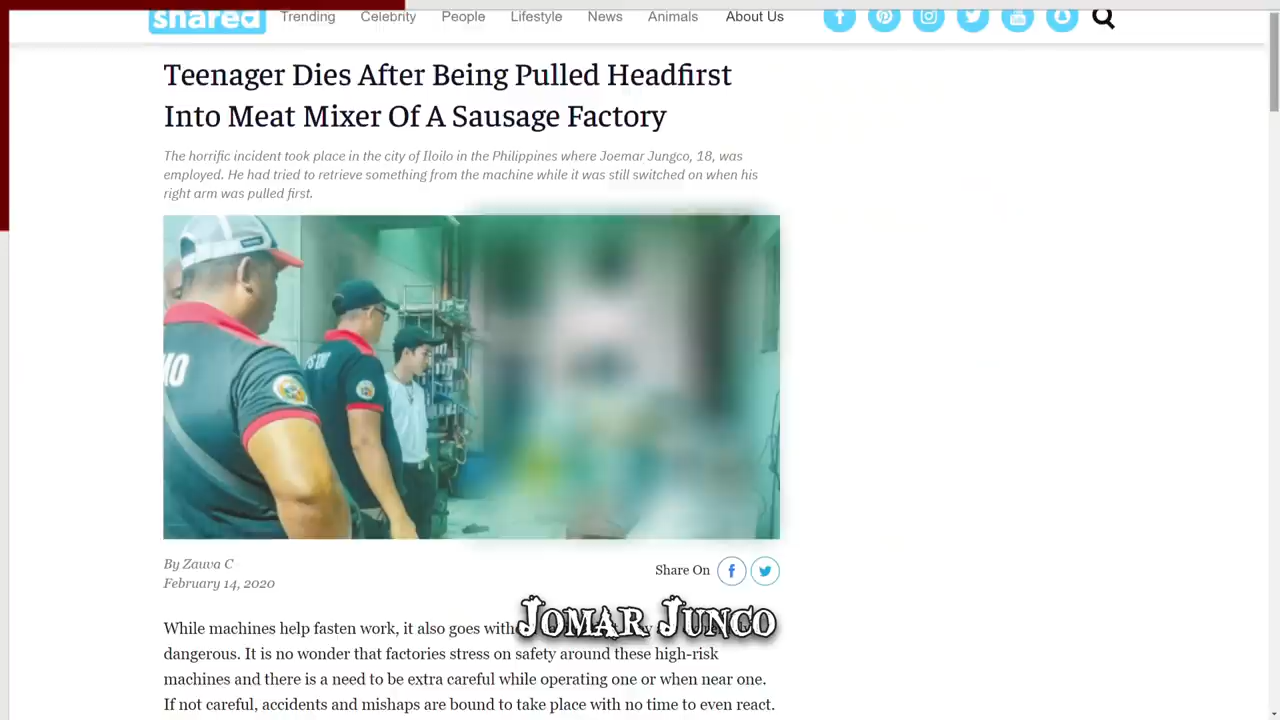 shared Trending Celebrity People Lifestyle News Animals About Us
Teenager Dies After Being Pulled Headfirst
Into Meat Mixer Of A Sausage Factory
The horrific incident took place in the city of Iloilo in the Philippines where Joemar Jungco, 18, was
employed. He had tried to retrieve something from the machine while it was still switched on when his
right arm was pulled first.
By Zauva C
February 14, 2020
Share On
JOMAR JUNCO
While machines help fasten work, it also goes
dangerous. It is no wonder that factories stress on safety around these high-risk
machines and there is a need to be extra careful while operating one or when near one.
If not careful, accidents and mishaps are bound to take place with no time to even react.